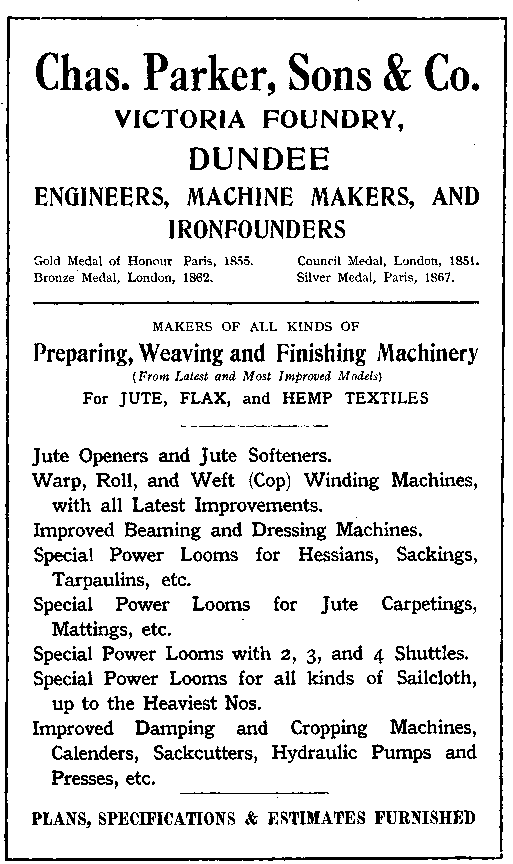 Chas. Parker, Sons & Co.
VICTORIA FOUNDRY,
DUNDEE
ENGINEERS, MACHINE MAKERS, AND
IRONFOUNDERS
Gold Medal of Honour Paris, 1855. Council Medal, London, 1851.
Bronze Medal, London, 1862. Silver Medal, Paris, 1867.
MAKERS OF ALL KINDS OF
Preparing, Weaving and Finishing Machinery
(From Latest and Most Improved Models)
For JUTE, FLAX, and HEMP TEXTILES
Jute Openers and Jute Softeners.
Warp, Roll, and Weft (Cop) Winding Machines,
with all Latest Improvements.
Improved Beaming and Dressing Machines.
Special Power Looms for Hessians, Sackings,
Tarpaulins, etc.
Special Power Looms for Jute Carpetings,
Mattings, etc.
Special Power Looms with 2, 3, and 4 Shuttles.
Special Power Looms for all kinds of Sailcloth,
up to the Heaviest Nos.
Improved Damping and Cropping Machines,
Calenders, Sackcutters, Hydraulic Pumps and
Presses, etc.
PLANS, SPECIFICATIONS & ESTIMATES FURNISHED